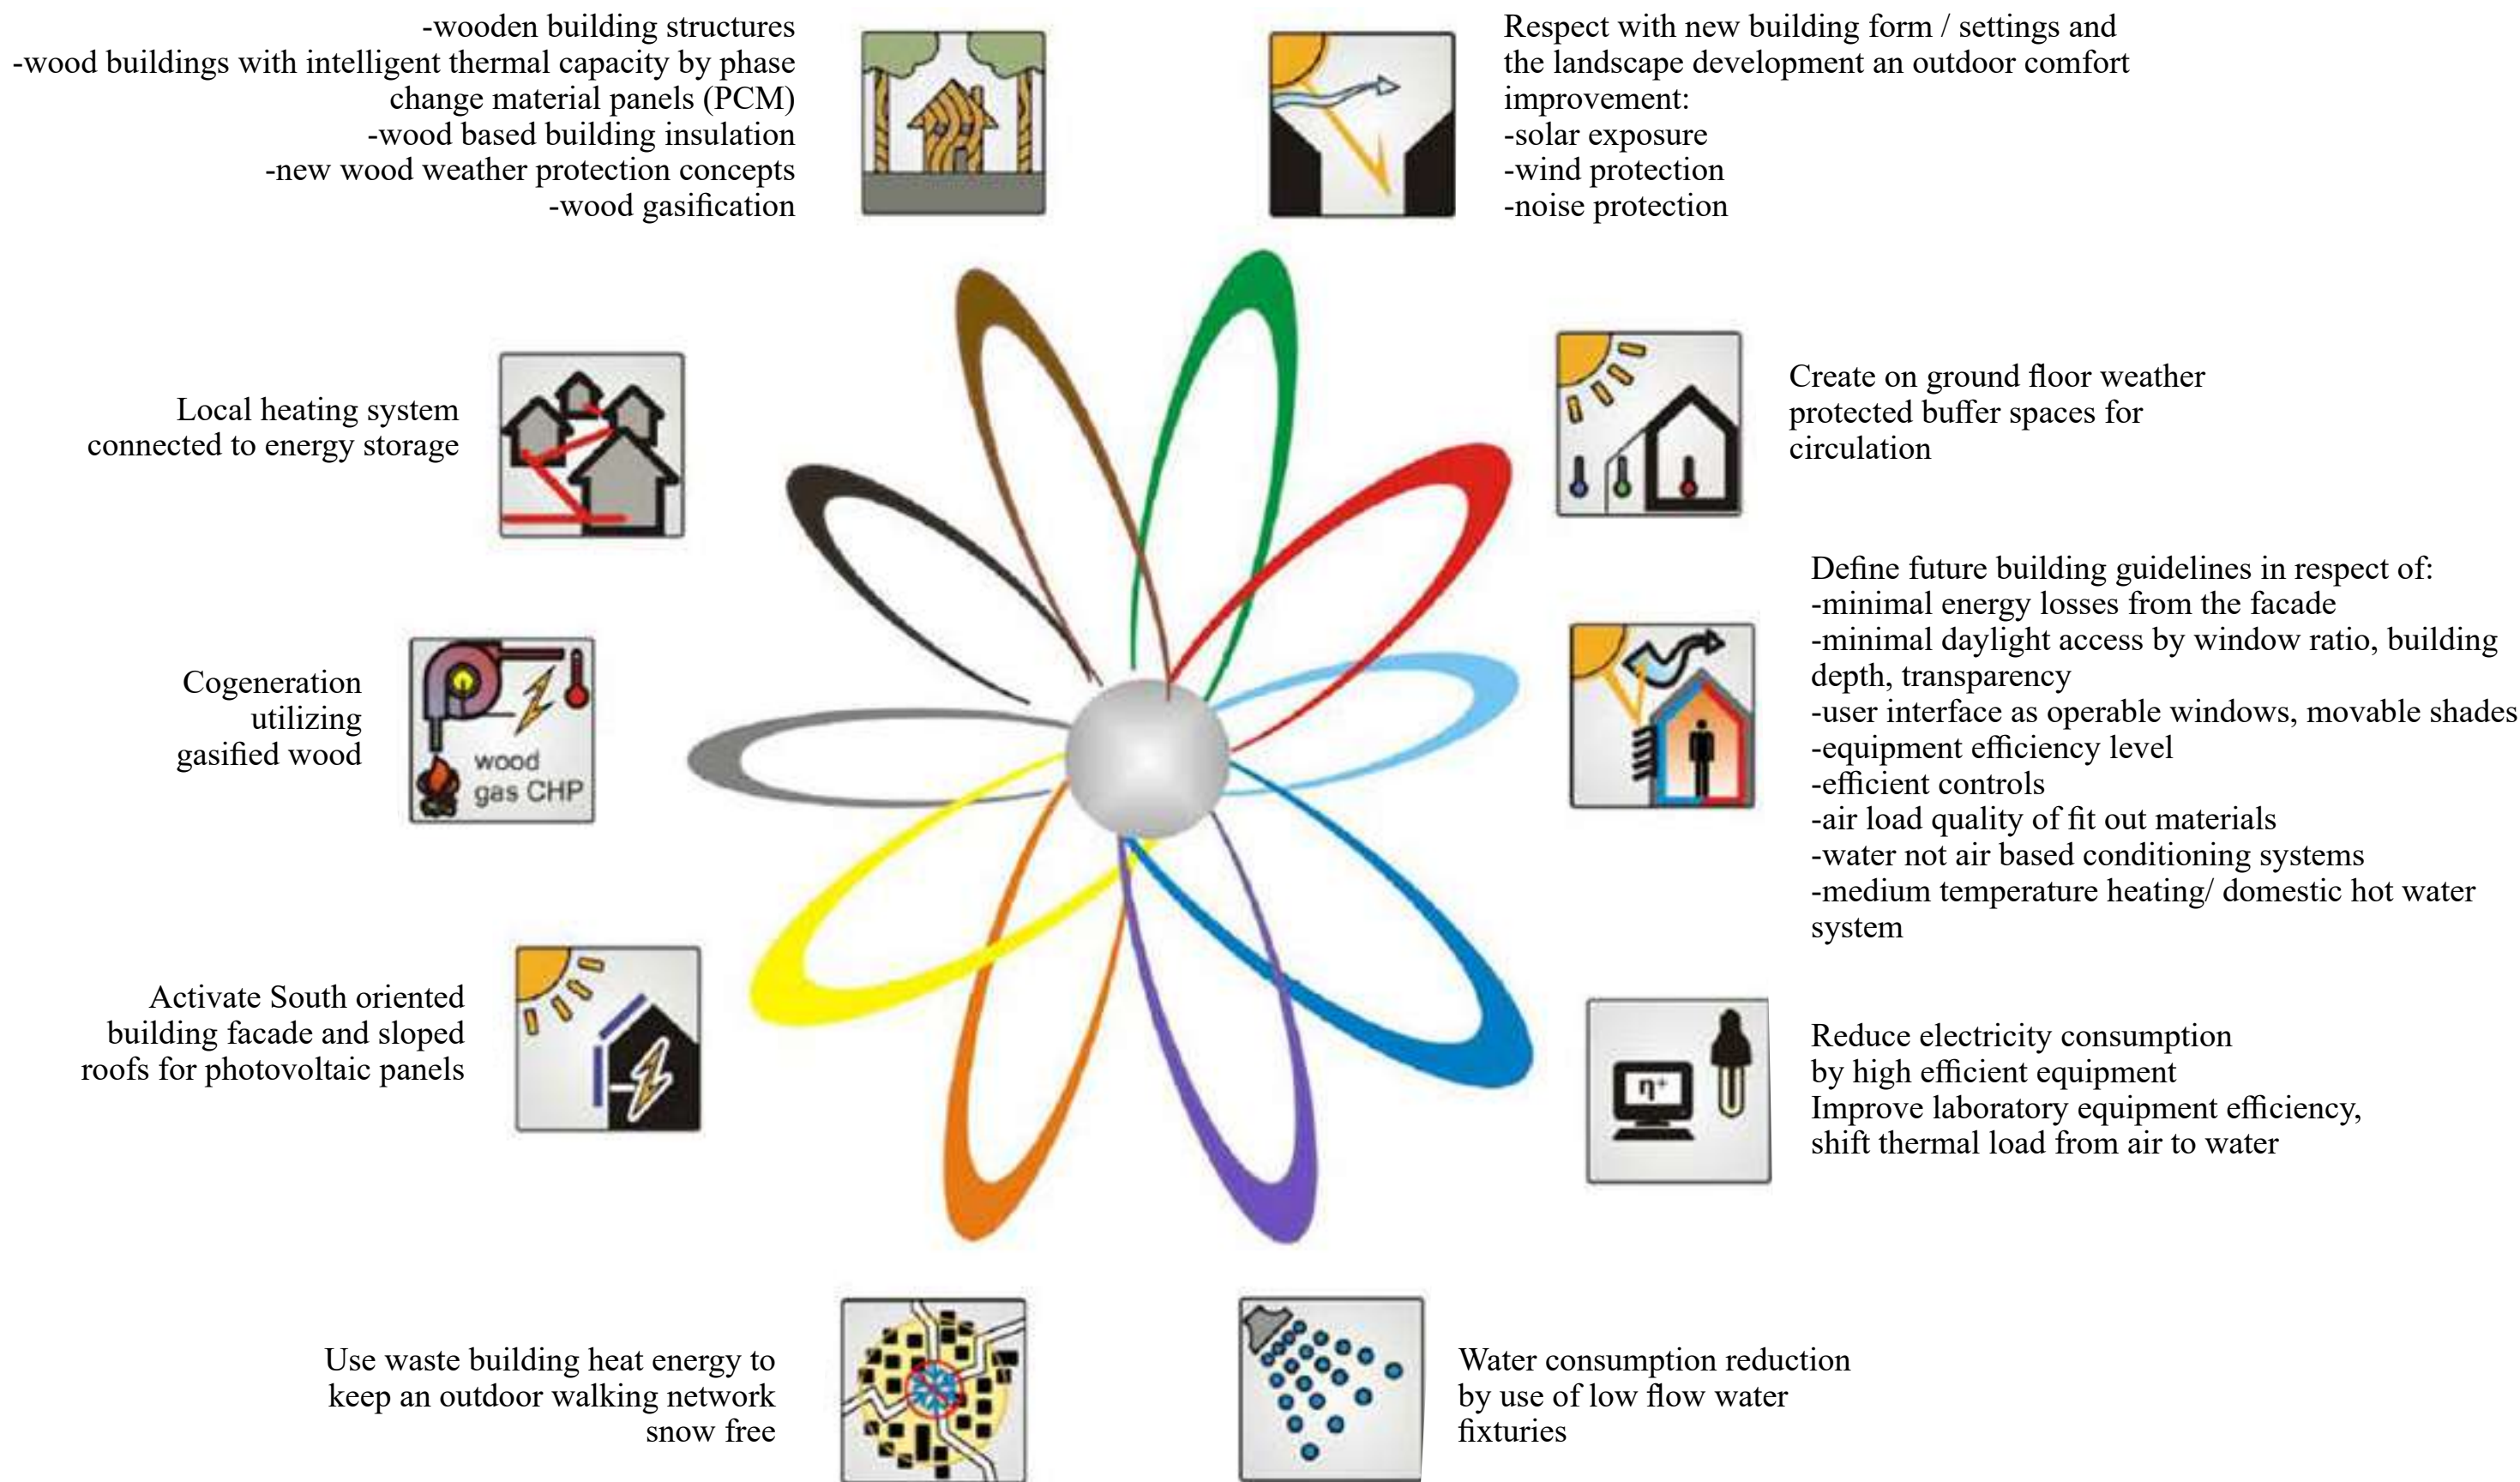 -wooden building structures
-wood buildings with intelligent thermal capacity by phase
change material panels (PCM)
-wood based building insulation
-new wood weather protection concepts
-wood gasification
Respect with new building form / settings and
the landscape development an outdoor comfort
improvement:
-solar exposure
-wind protection
-noise protection
Local heating system
connected to energy storage
Create on ground floor weather
protected buffer spaces for
circulation
Cogeneration
utilizing
gasified wood
wood
gas CHP
Define future building guidelines in respect of:
-minimal energy losses from the facade
-minimal daylight access by window ratio, building
depth, transparency
-user interface as operable windows, movable shades
-equipment efficiency level
-efficient controls
-air load quality of fit out materials
-water not air based conditioning systems
-medium temperature heating/ domestic hot water
system
Activate South oriented
building facade and sloped
roofs for photovoltaic panels
η+
Reduce electricity consumption
by high efficient equipment
Improve laboratory equipment efficiency,
shift thermal load from air to water
Use waste building heat energy to
keep an outdoor walking network
snow free
Water consumption reduction
by use of low flow water
fixturies